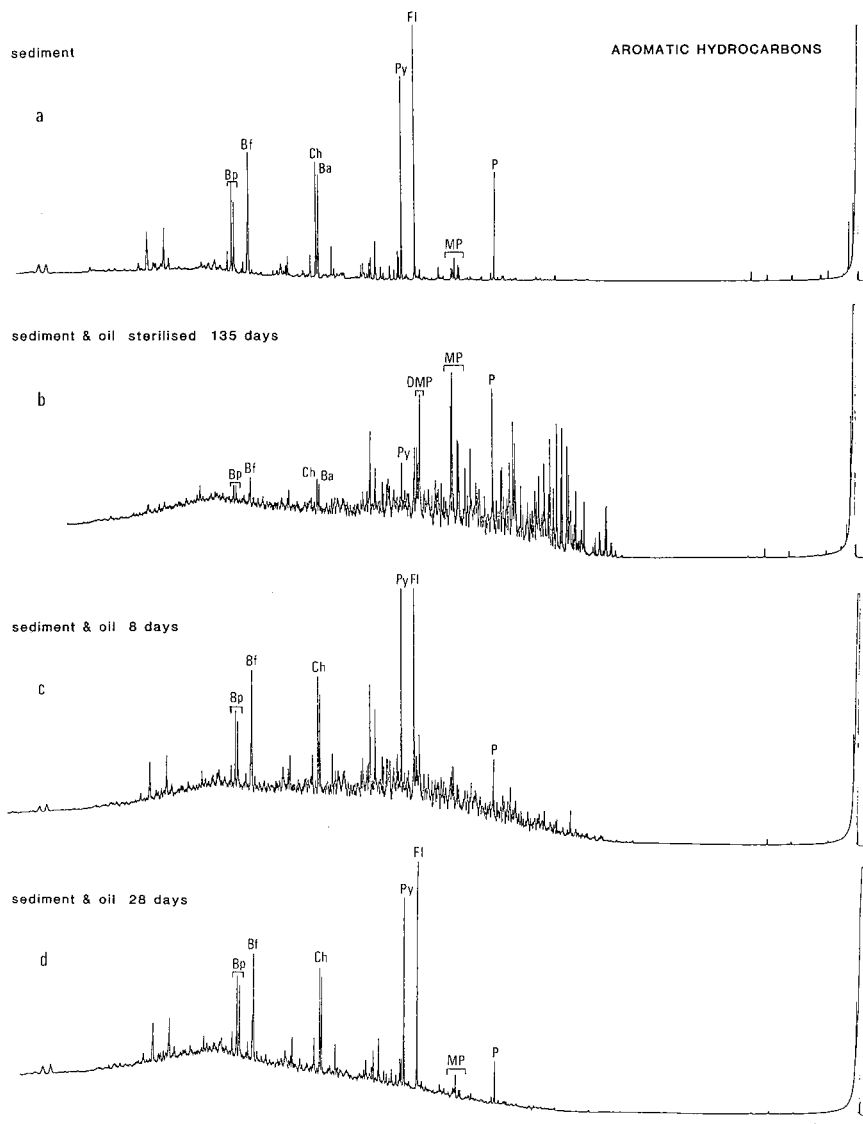 Fl
sediment
AROMATIC HYDROCARBONS
Py
a
Bf
Ch
Ba
Bp
P
MP
sediment & oil sterilised 135 days
MP
DMP
P
b
Py
Bp
Bf
Ch
Ba
Py
Fl
sediment & oil 8 days
Bf
Ch
c
Bp
P
Fl
sediment & oil 28 days
Py
Bf
d
Bp
Ch
MP
P